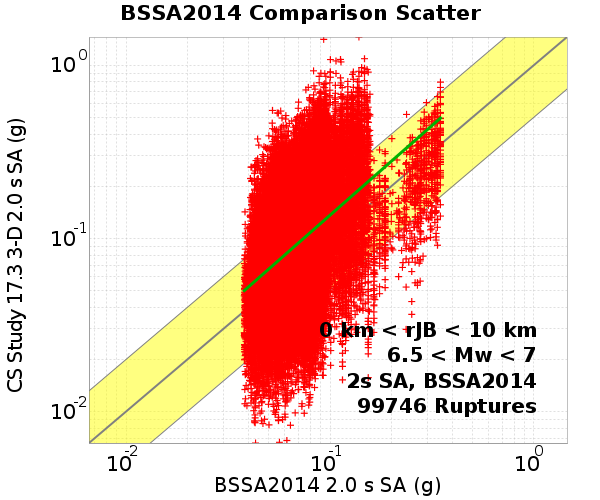 BSSA2014 Comparison Scatter
CS Study 17.3 3-D 2.0 s SA (g)
10^0
10^-1
10^-2
0 km < rJB < 10 km
6.5 < Mw < 7
2s SA, BSSA2014
99746 Ruptures
10^-2 10^-1 10^0
BSSA2014 2.0 s SA (g)